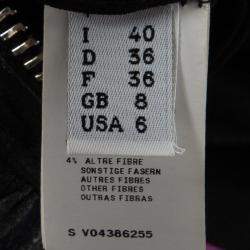 I 40
D 36
F 36
GB 8
USA 6
4% ALTRE FIBRE
SONSTIGE FASERN
AUTRES FIBRES
OTHER FIBRES
OUTRAS FIBRAS
S V04386255